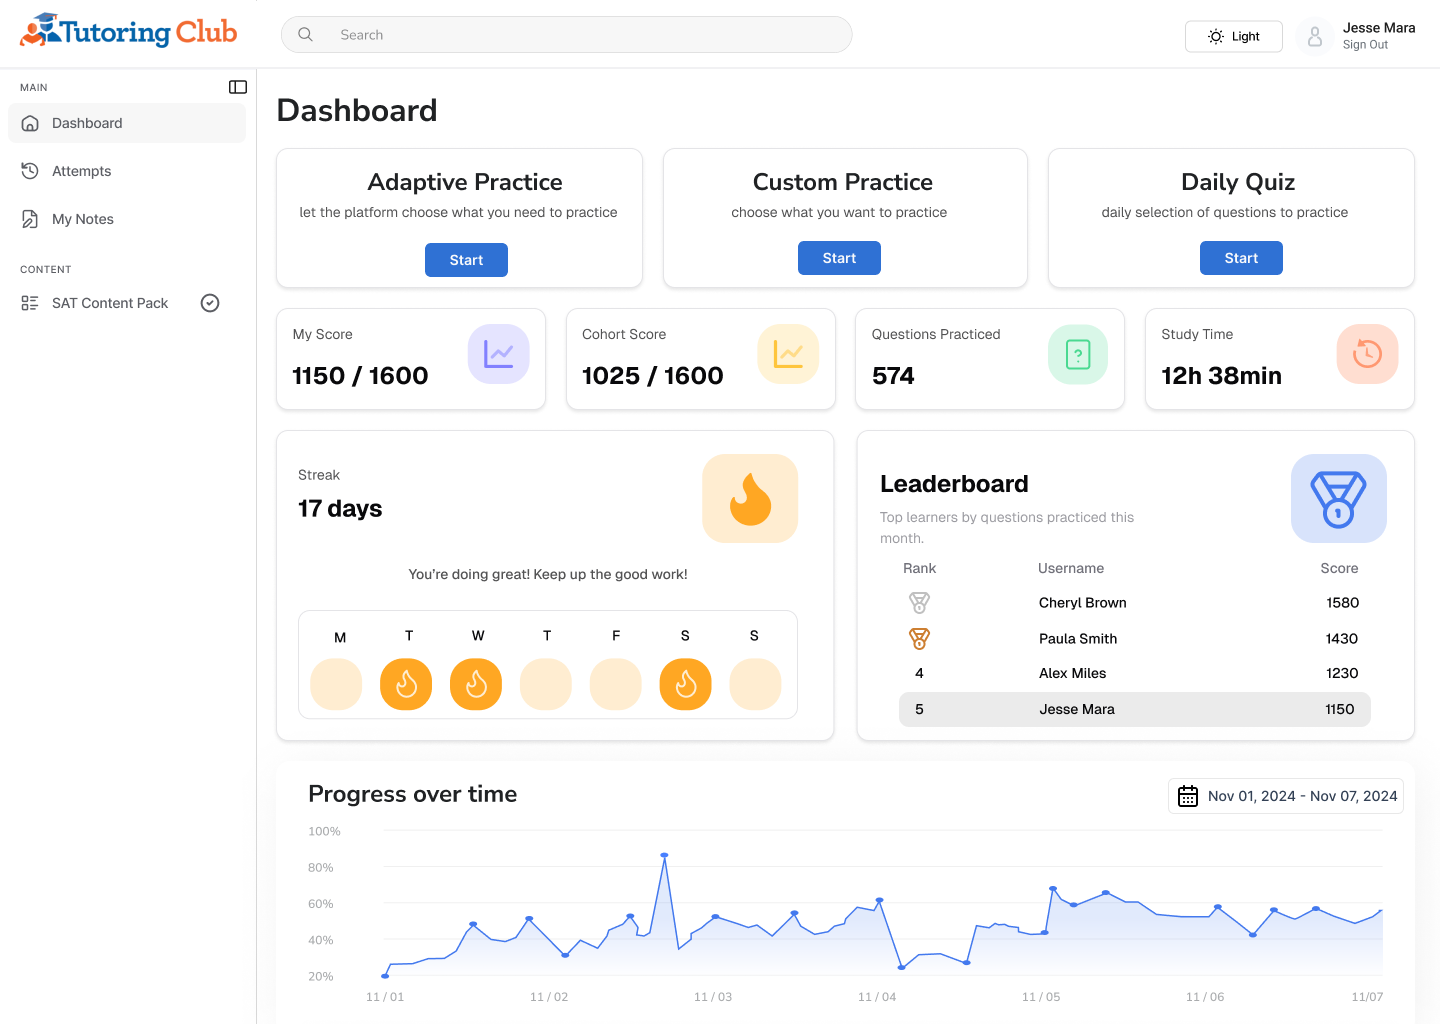 Tutoring Club
Search
Light
Jesse Mara
Sign Out
MAIN
Dashboard
Attempts
My Notes
CONTENT
SAT Content Pack
Dashboard
Adaptive Practice
let the platform choose what you need to practice
Start
Custom Practice
choose what you want to practice
Start
Daily Quiz
daily selection of questions to practice
Start
My Score
1150 / 1600
Cohort Score
1025 / 1600
Questions Practiced
574
?
Study Time
12h 38min
Streak
17 days
You're doing great! Keep up the good work!
M T W T F S S
Leaderboard
Top learners by questions practiced this
month.
1
Rank Username Score
Cheryl Brown 1580
Paula Smith 1430
4 Alex Miles 1230
5 Jesse Mara 1150
Progress over time
Nov 01, 2024 - Nov 07, 2024
100%
80%
60%
40%
20%
11 / 01 11 / 02 11 / 03 11 / 04 11 / 05 11 / 06 11/07